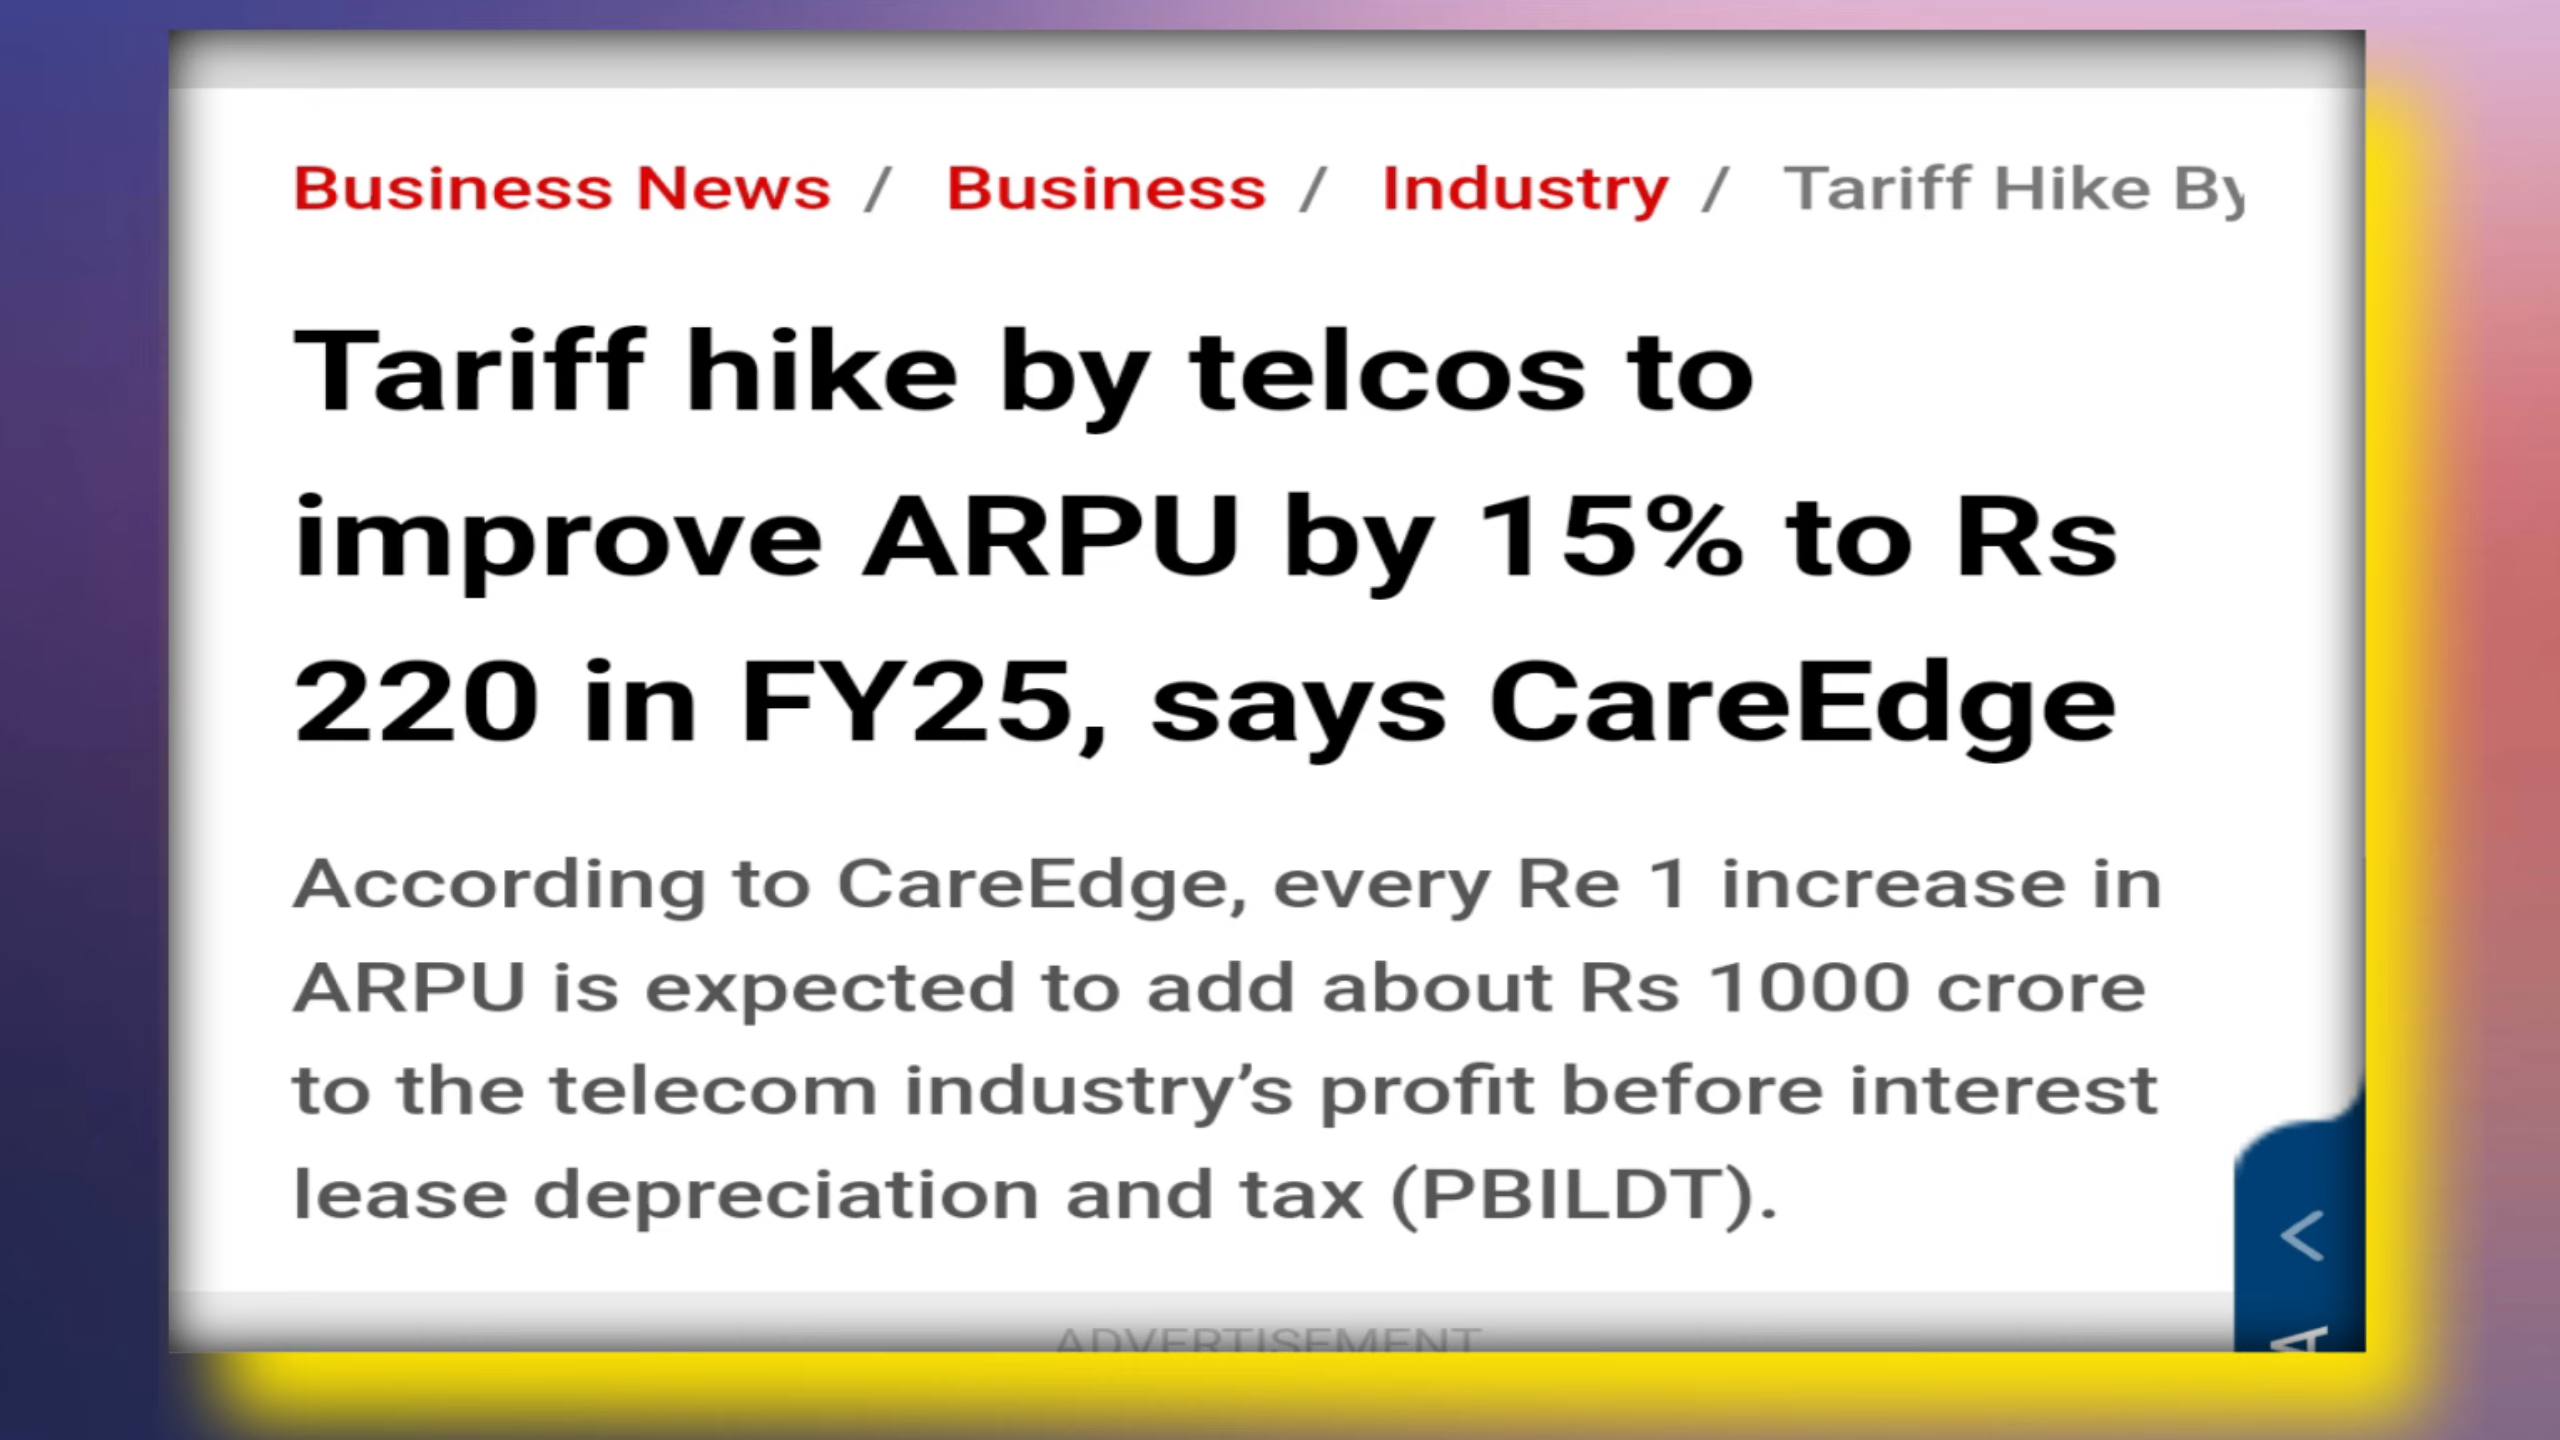 Business News / Business / Industry / Tariff Hike By
Tariff hike by telcos to
improve ARPU by 15% to Rs
220 in FY25, says CareEdge
According to CareEdge, every Re 1 increase in
ARPU is expected to add about Rs 1000 crore
to the telecom industry’s profit before interest
lease depreciation and tax (PBILDT).
<
A
ADVERTISEMENT